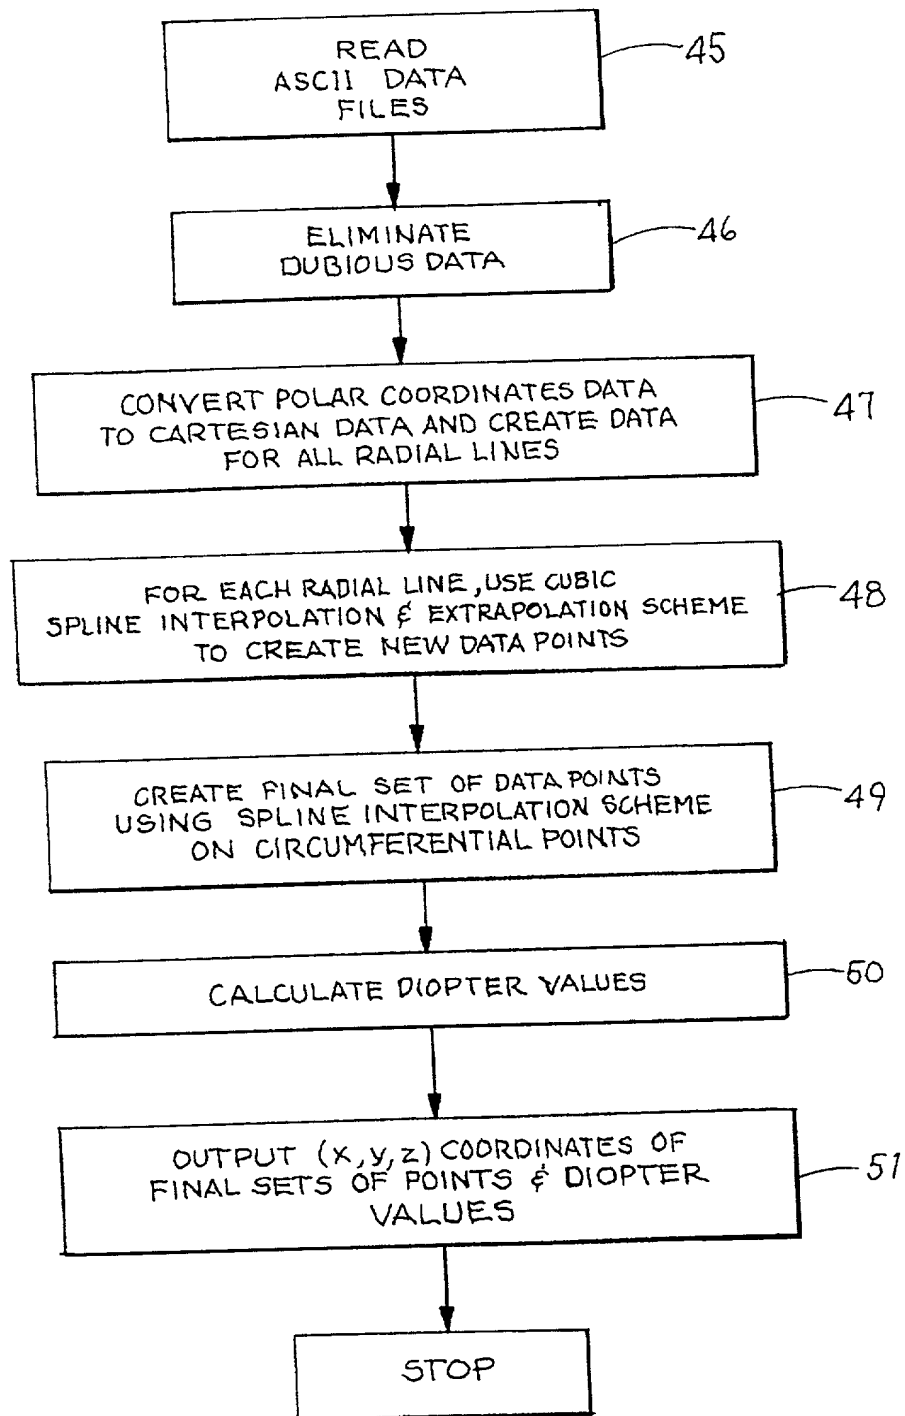 READ
ASCII DATA
FILES
45
ELIMINATE
DUBIOUS DATA
46
CONVERT POLAR COORDINATES DATA
TO CARTESIAN DATA AND CREATE DATA
FOR ALL RADIAL LINES
47
FOR EACH RADIAL LINE, USE CUBIC
SPLINE INTERPOLATION & EXTRAPOLATION SCHEME
TO CREATE NEW DATA POINTS
48
CREATE FINAL SET OF DATA POINTS
USING SPLINE INTERPOLATION SCHEME
ON CIRCUMFERENTIAL POINTS
49
CALCULATE DIOPTER VALUES
50
OUTPUT (x,y,z) COORDINATES OF
FINAL SETS OF POINTS & DIOPTER
VALUES
51
STOP